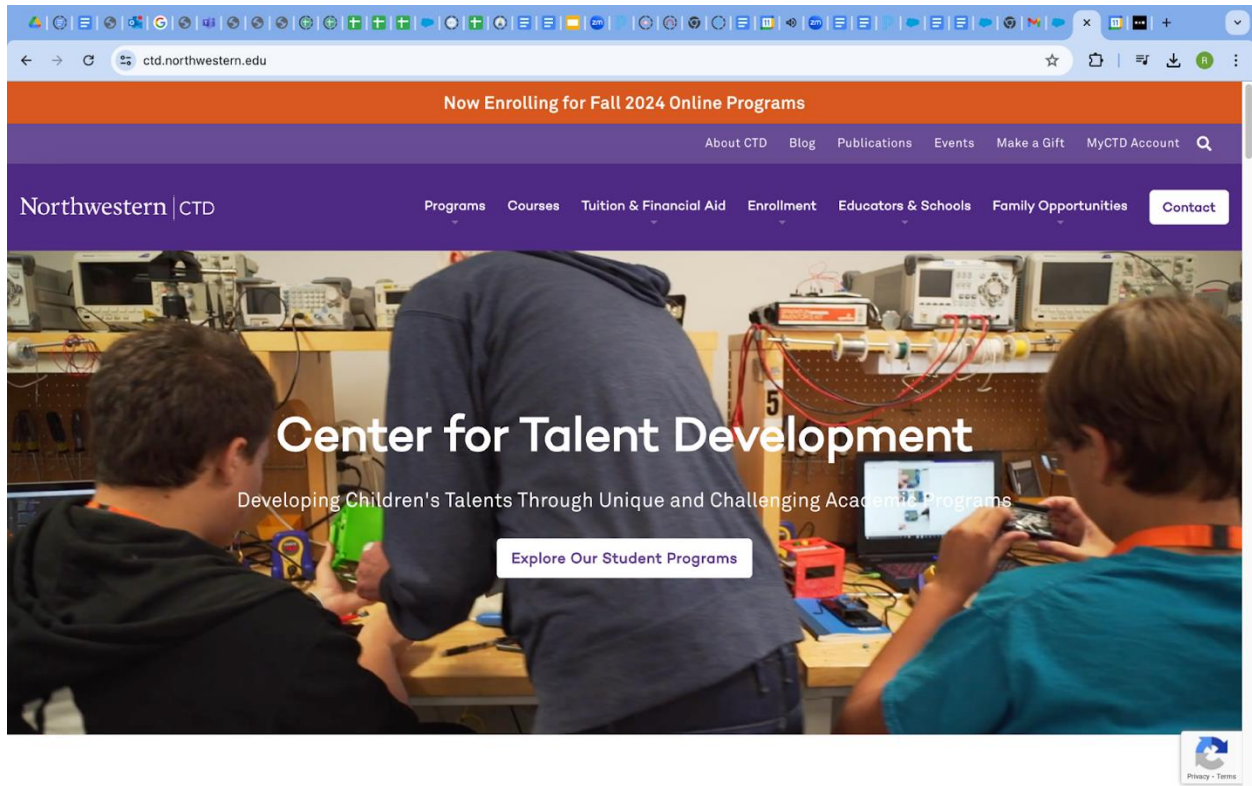 ctd.northwestern.edu
R
Now Enrolling for Fall 2024 Online Programs
About CTD Blog Publications Events Make a Gift MyCTD Account
Northwestern | CTD
Programs Courses Tuition & Financial Aid Enrollment Educators & Schools Family Opportunities Contact
5
Center for Talent Development
Developing Children's Talents Through Unique and Challenging Academic Programs
Explore Our Student Programs
Privacy - Terms